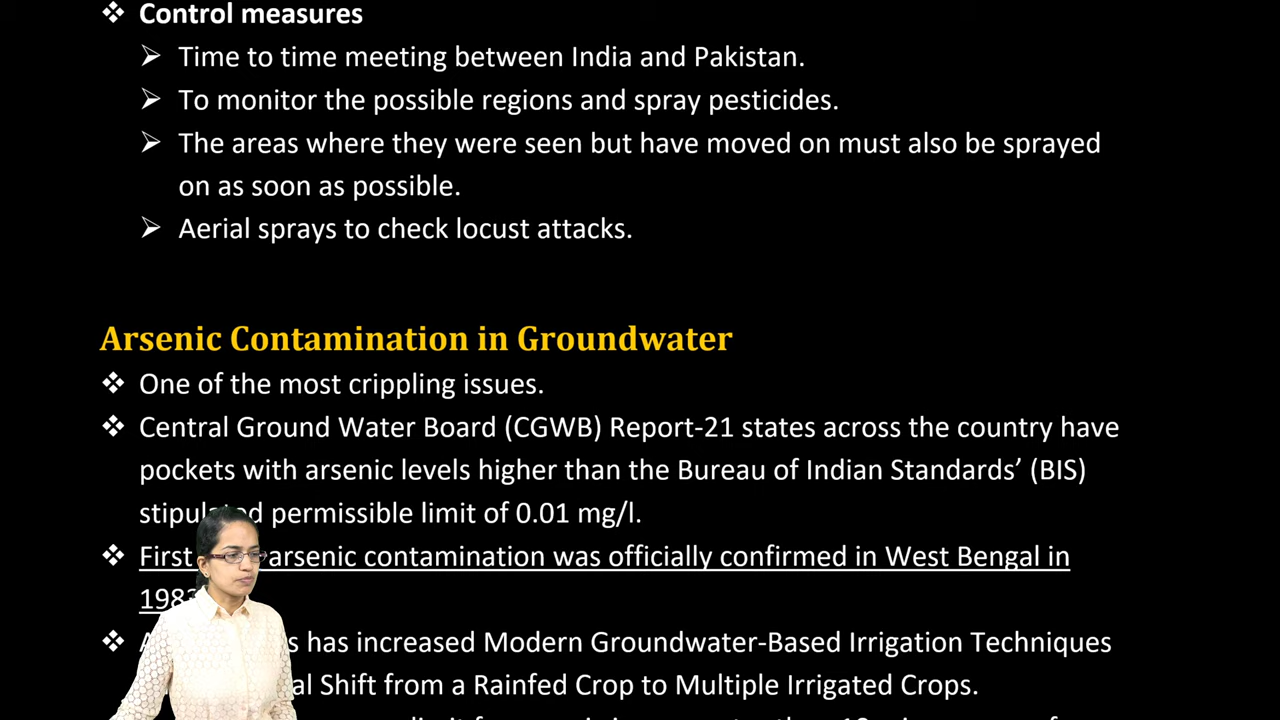 ❖ Control measures
➢ Time to time meeting between India and Pakistan.
➢ To monitor the possible regions and spray pesticides.
➢ The areas where they were seen but have moved on must also be sprayed
on as soon as possible.
➢ Aerial sprays to check locust attacks.
Arsenic Contamination in Groundwater
❖ One of the most crippling issues.
❖ Central Ground Water Board (CGWB) Report-21 states across the country have
pockets with arsenic levels higher than the Bureau of Indian Standards’ (BIS)
stipulated permissible limit of 0.01 mg/l.
❖ First arsenic contamination was officially confirmed in West Bengal in
❖ has increased Modern Groundwater-Based Irrigation Techniques
Shift from a Rainfed Crop to Multiple Irrigated Crops.